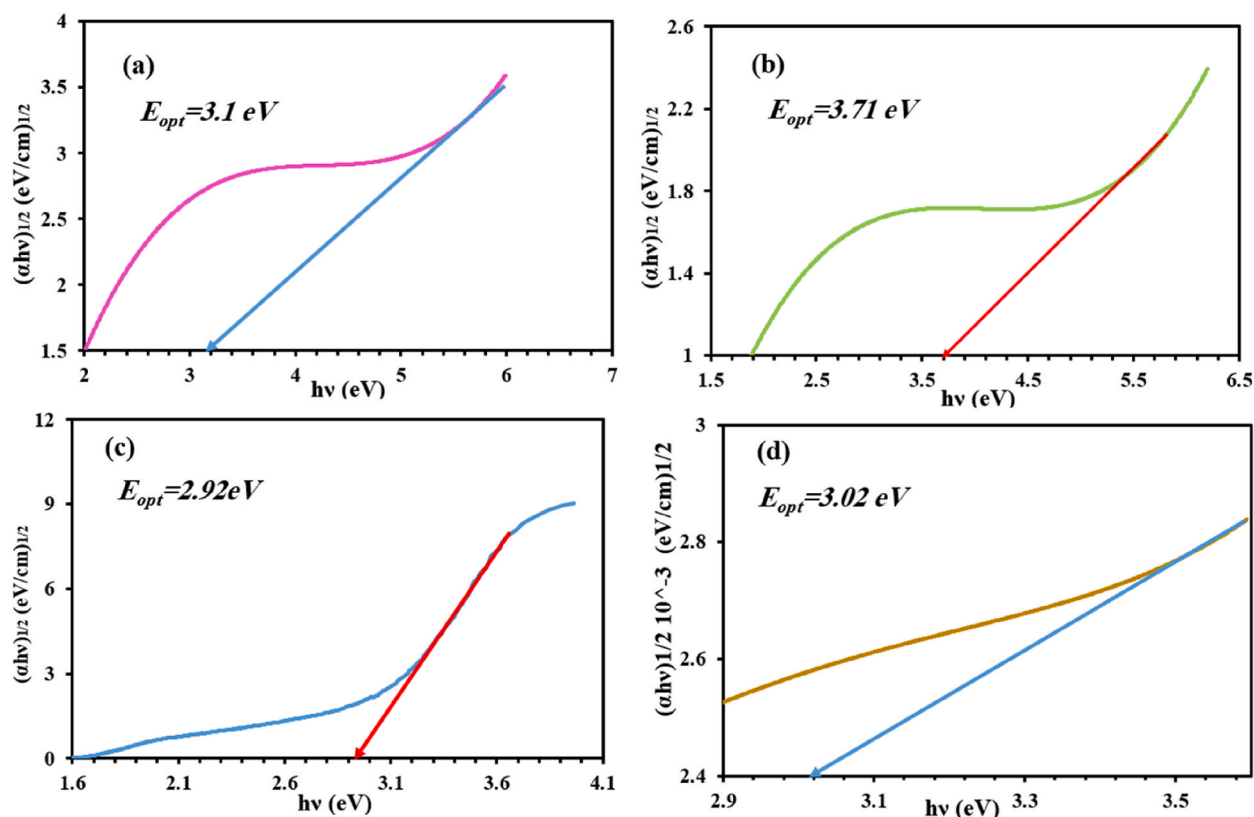 (a)
E_opt=3.1 eV
(αhν)1/2 (eV/cm)1/2
4
3.5
3
2.5
2
1.5
2 3 4 5 6 7
hν (eV)
(b)
E_opt=3.71 eV
(αhν)1/2 (eV/cm)1/2
2.6
2.2
1.8
1.4
1
1.5 2.5 3.5 4.5 5.5 6.5
hν (eV)
(c)
E_opt=2.92eV
(αhν)1/2 (eV/cm)1/2
12
9
6
3
0
1.6 2.1 2.6 3.1 3.6 4.1
hν (eV)
(d)
E_opt=3.02 eV
(αhν)1/2 10^-3 (eV/cm)1/2
3
2.8
2.6
2.4
2.9 3.1 3.3 3.5
hν (eV)